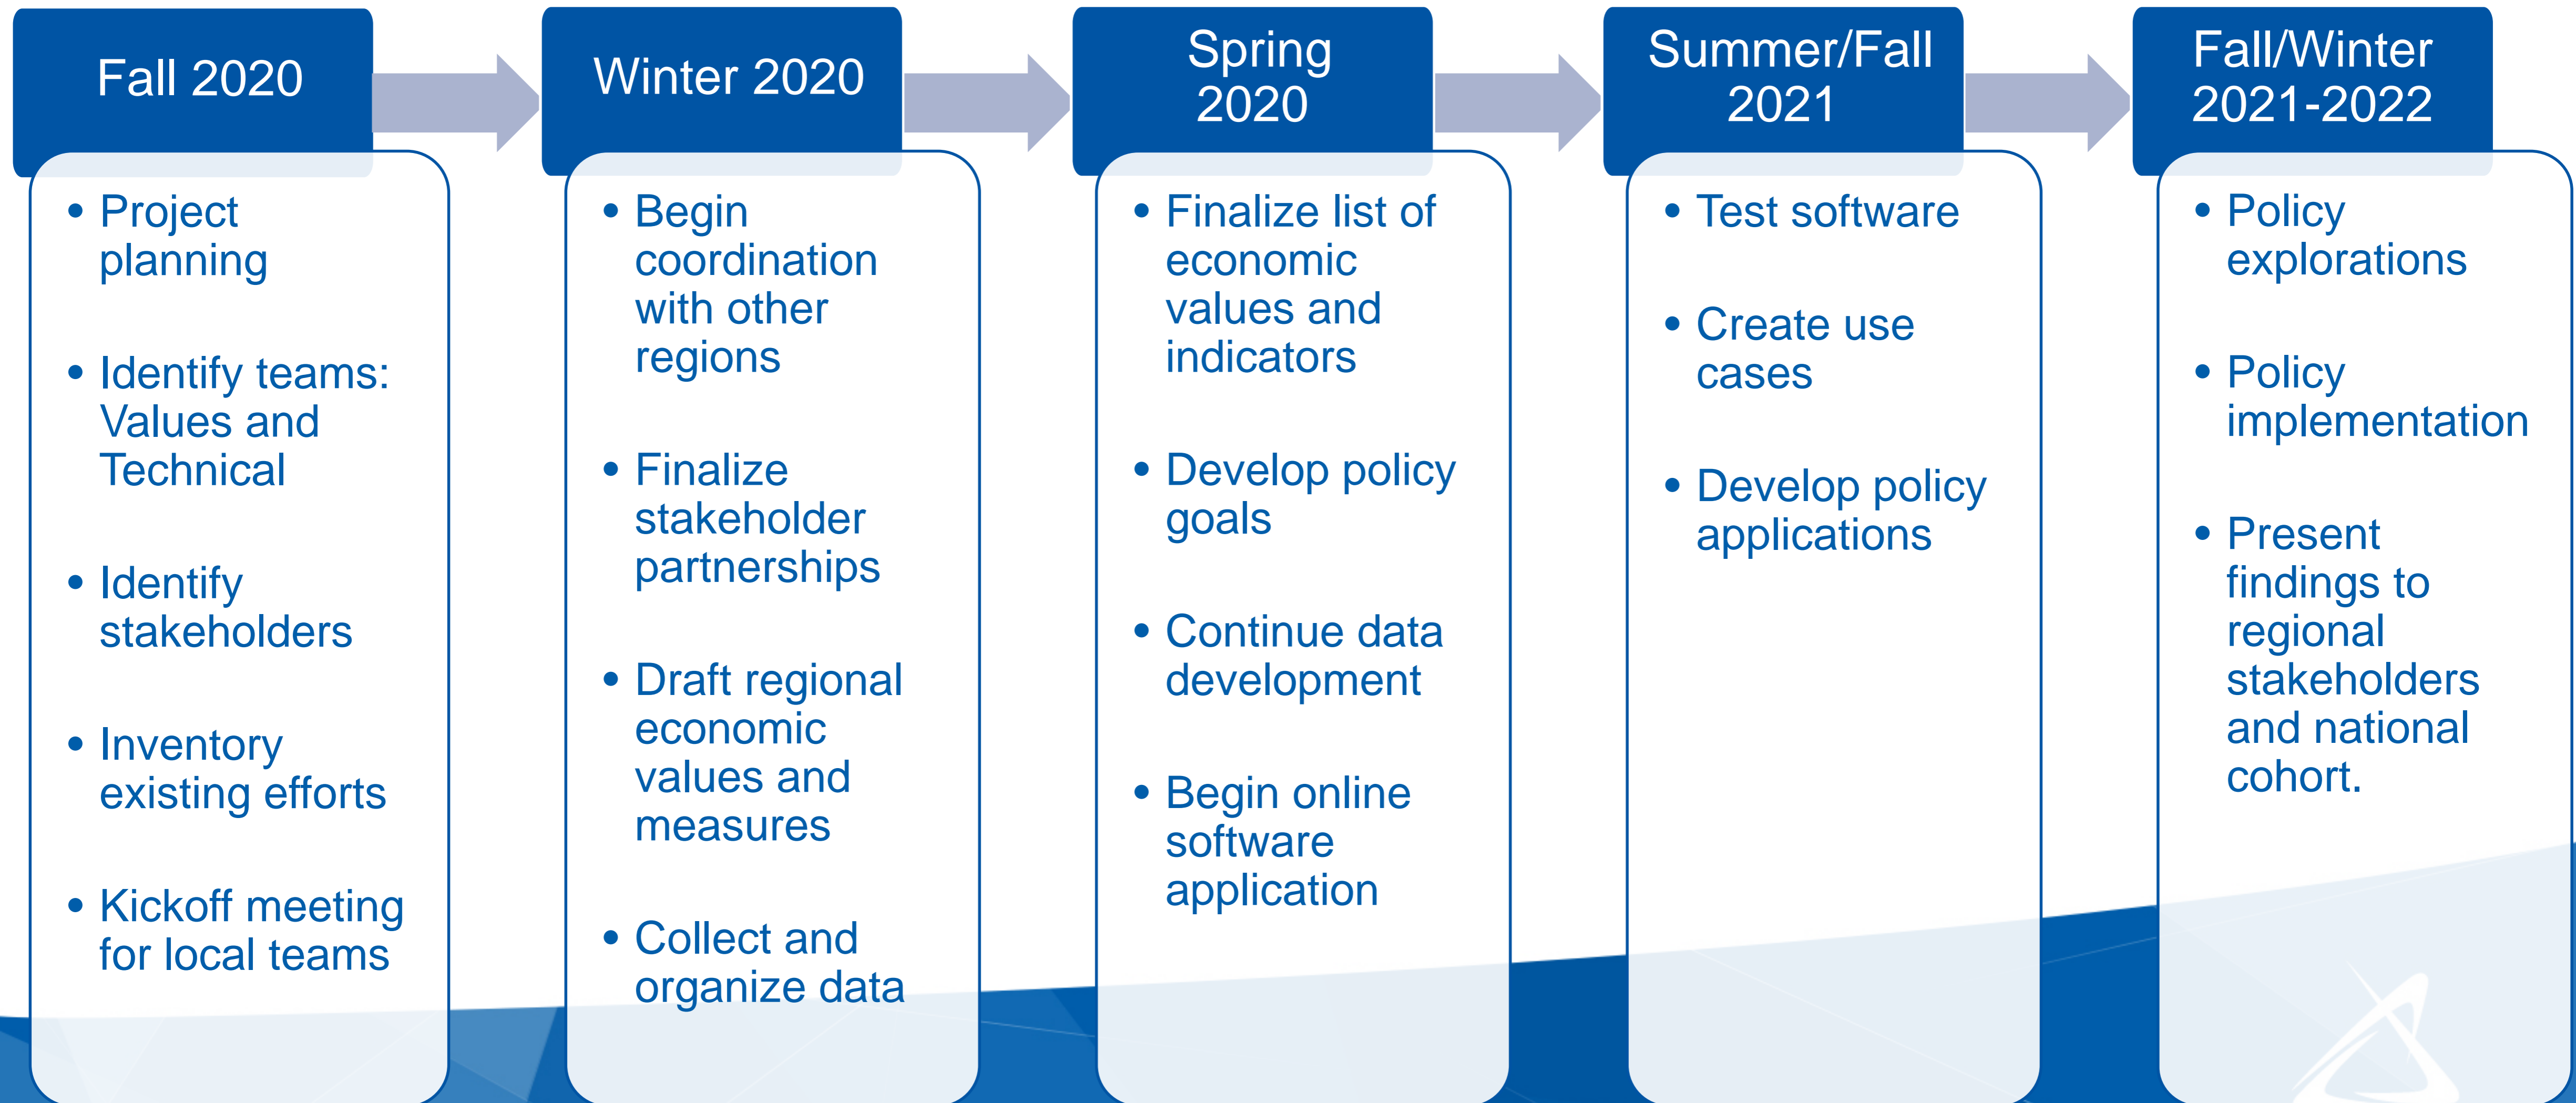 Fall 2020
• Project
planning
• Identify teams:
Values and
Technical
• Identify
stakeholders
• Inventory
existing efforts
• Kickoff meeting
for local teams
Winter 2020
• Begin
coordination
with other
regions
• Finalize
stakeholder
partnerships
• Draft regional
economic
values and
measures
• Collect and
organize data
Spring
2020
• Finalize list of
economic
values and
indicators
• Develop policy
goals
• Continue data
development
• Begin online
software
application
Summer/Fall
2021
• Test software
• Create use
cases
• Develop policy
applications
Fall/Winter
2021-2022
• Policy
explorations
• Policy
implementation
• Present
findings to
regional
stakeholders
and national
cohort.